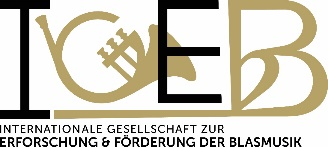 IGEB
INTERNATIONALE GESELLSCHAFT ZUR
ERFORSCHUNG & FÖRDERUNG DER BLASMUSIK